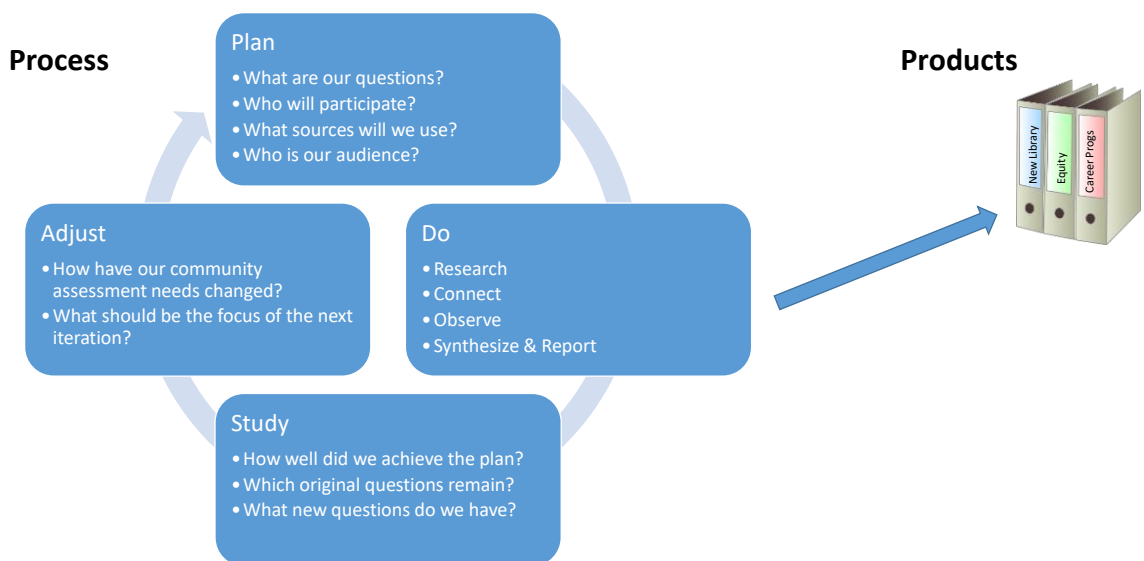 Process
Products
Plan
•What are our questions?
•Who will participate?
•What sources will we use?
•Who is our audience?
Do
•Research
•Connect
•Observe
•Synthesize & Report
Study
•How well did we achieve the plan?
•Which original questions remain?
•What new questions do we have?
Adjust
•How have our community
assessment needs changed?
•What should be the focus of the next
iteration?
New Library
Equity
Career Progs